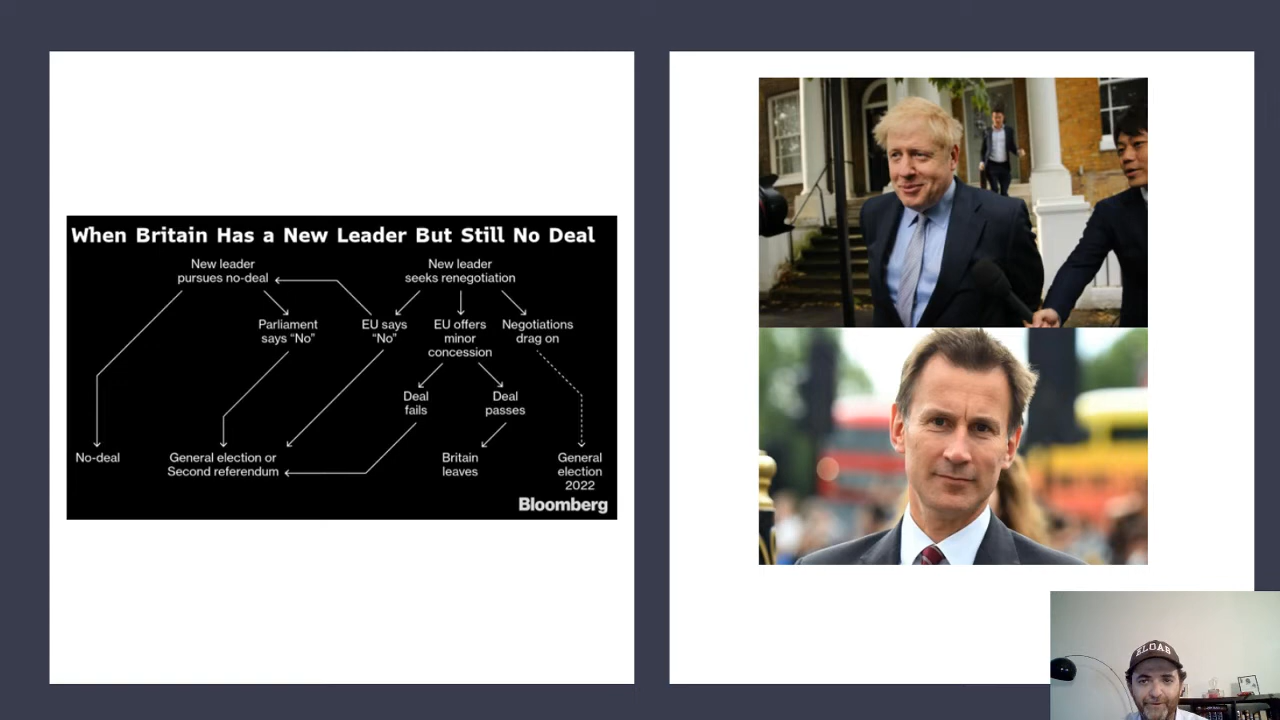 When Britain Has a New Leader But Still No Deal
New leader
pursues no-deal
New leader
seeks renegotiation
Parliament
says "No"
EU says
"No"
EU offers
minor
concession
Negotiations
drag on
Deal
fails
Deal
passes
No-deal
General election or
Second referendum
Britain
leaves
General
election
2022
Bloomberg